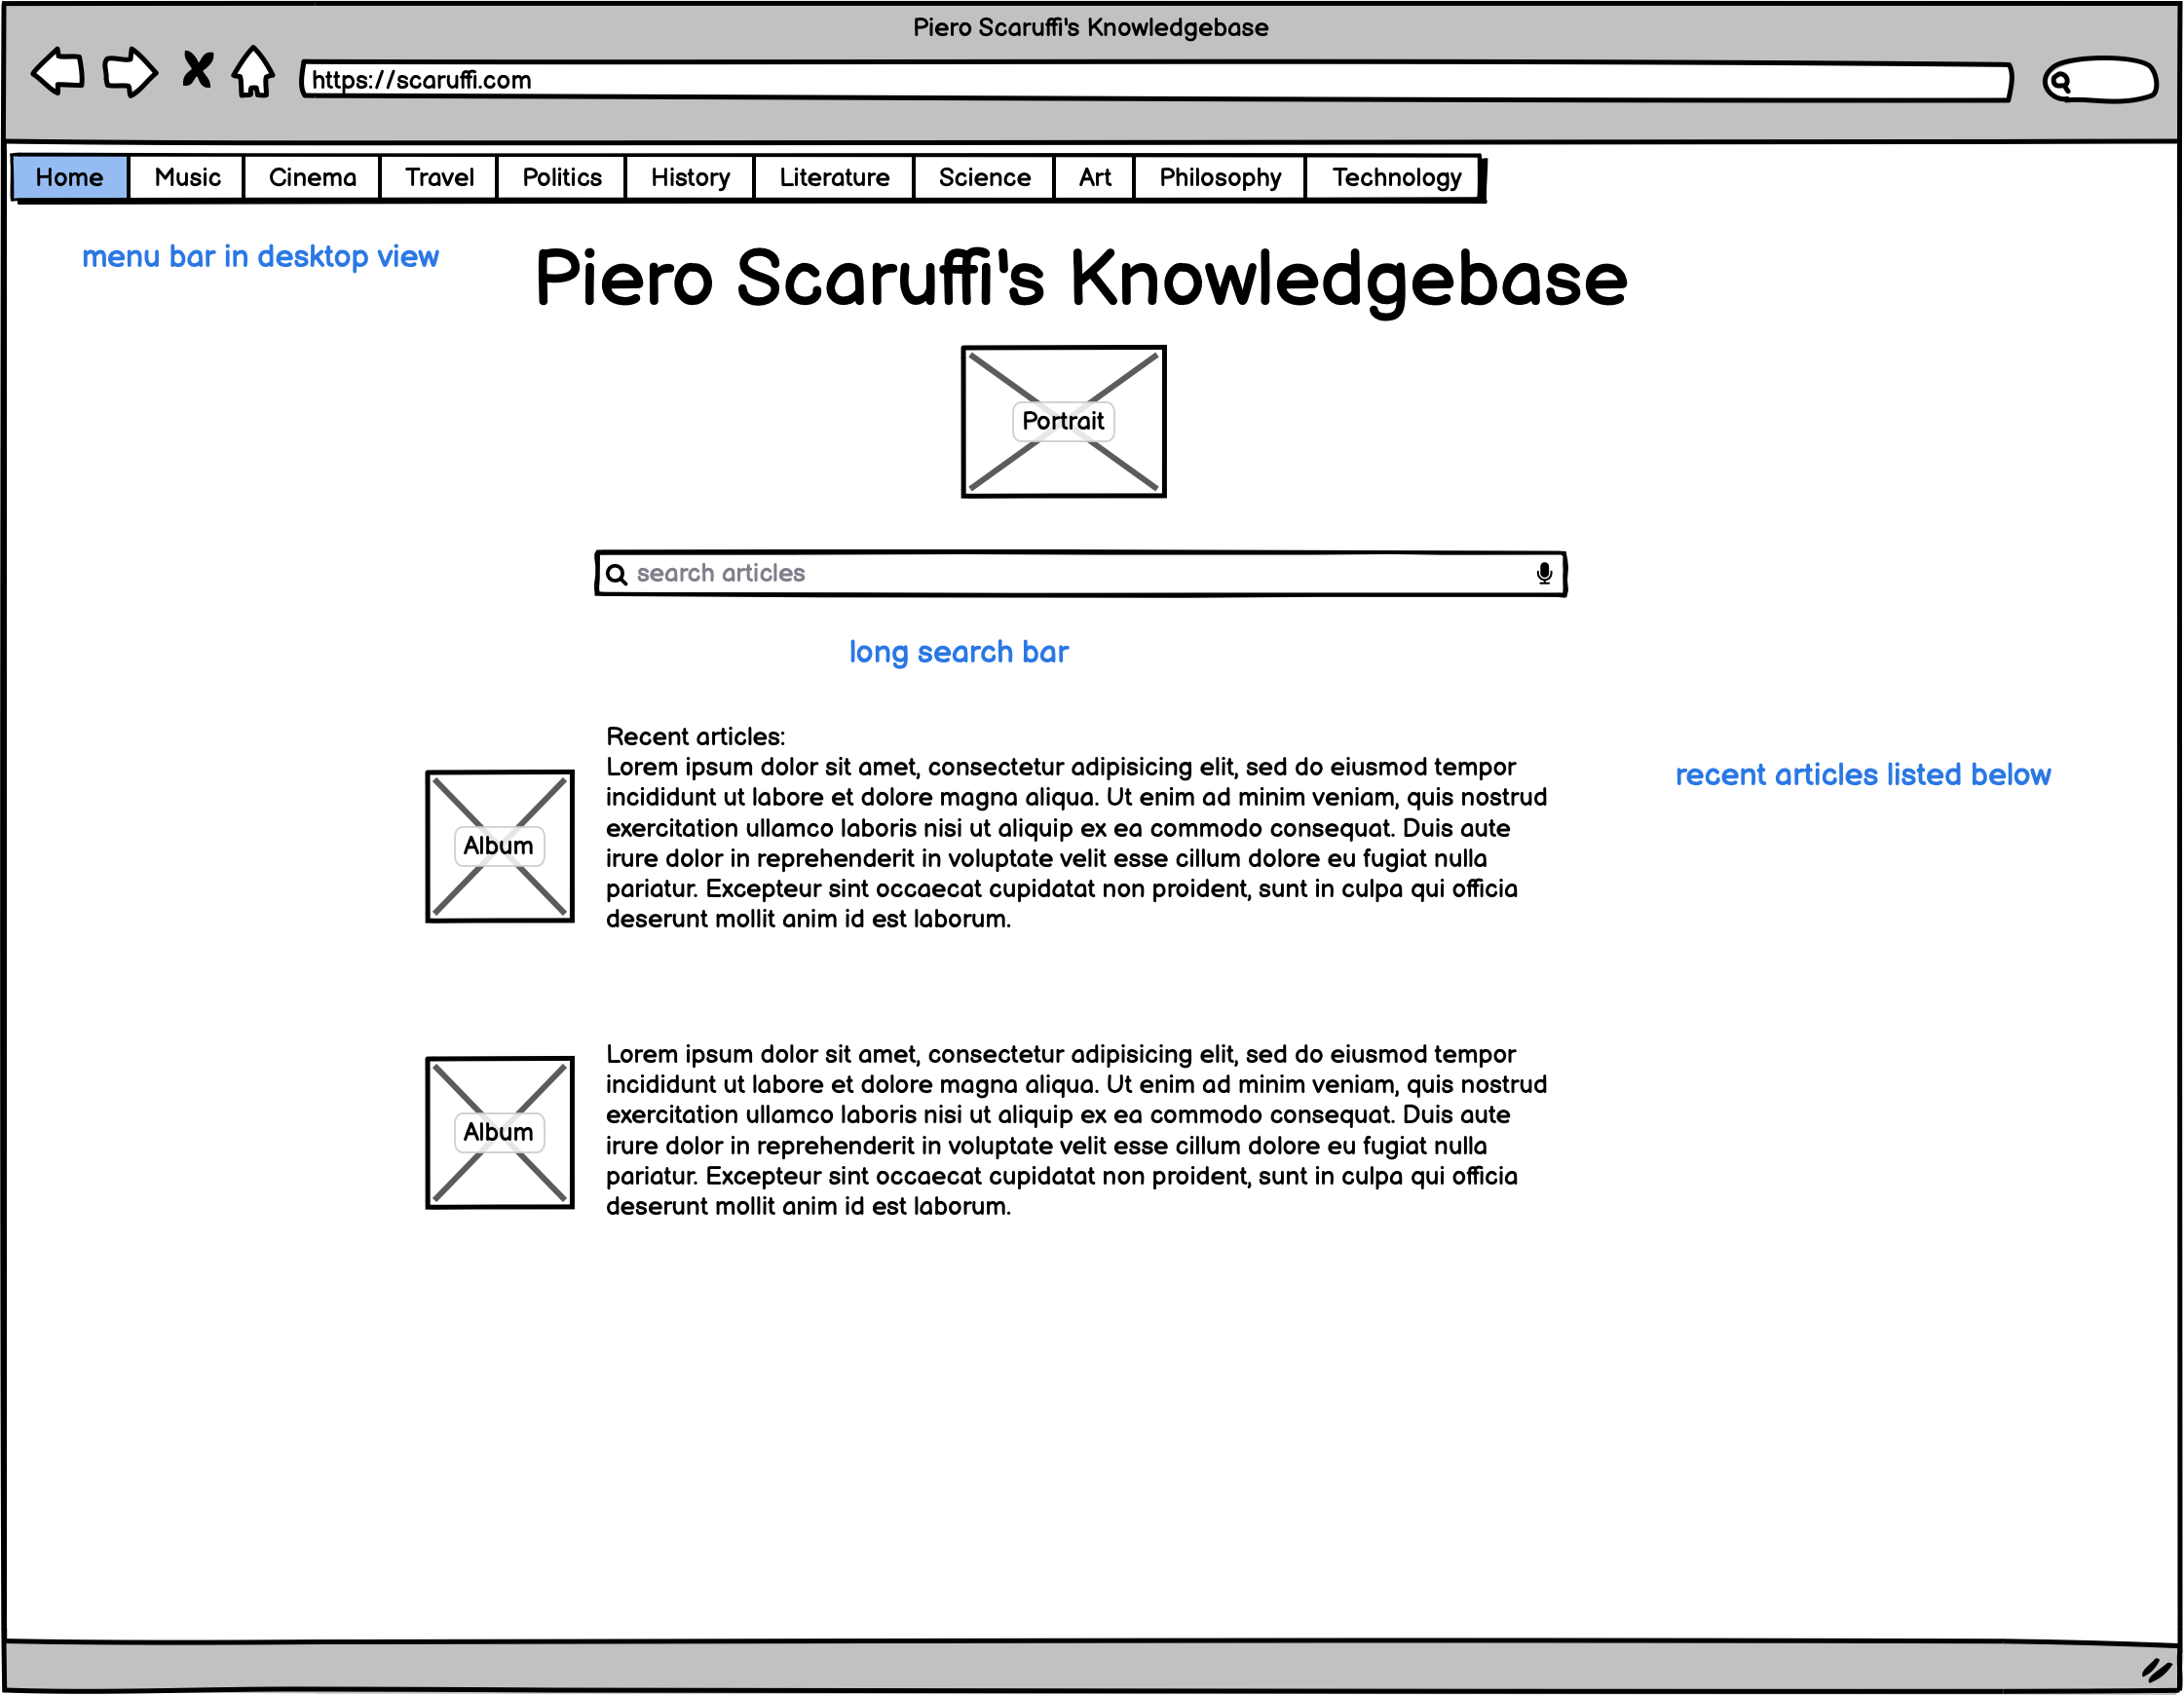 Piero Scaruffi's Knowledgebase
https://scaruffi.com
Home Music Cinema Travel Politics History Literature Science Art Philosophy Technology
menu bar in desktop view
Piero Scaruffi's Knowledgebase
Portrait
search articles
long search bar
Recent articles:
Lorem ipsum dolor sit amet, consectetur adipisicing elit, sed do eiusmod tempor
incididunt ut labore et dolore magna aliqua. Ut enim ad minim veniam, quis nostrud
exercitation ullamco laboris nisi ut aliquip ex ea commodo consequat. Duis aute
irure dolor in reprehenderit in voluptate velit esse cillum dolore eu fugiat nulla
pariatur. Excepteur sint occaecat cupidatat non proident, sunt in culpa qui officia
deserunt mollit anim id est laborum.
recent articles listed below
Album
Lorem ipsum dolor sit amet, consectetur adipisicing elit, sed do eiusmod tempor
incididunt ut labore et dolore magna aliqua. Ut enim ad minim veniam, quis nostrud
exercitation ullamco laboris nisi ut aliquip ex ea commodo consequat. Duis aute
irure dolor in reprehenderit in voluptate velit esse cillum dolore eu fugiat nulla
pariatur. Excepteur sint occaecat cupidatat non proident, sunt in culpa qui officia
deserunt mollit anim id est laborum.
Album